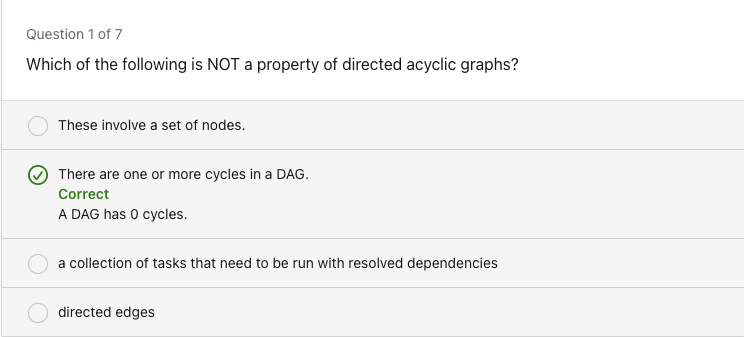 Question 1 of 7
Which of the following is NOT a property of directed acyclic graphs?
These involve a set of nodes.
There are one or more cycles in a DAG.
Correct
A DAG has 0 cycles.
a collection of tasks that need to be run with resolved dependencies
directed edges